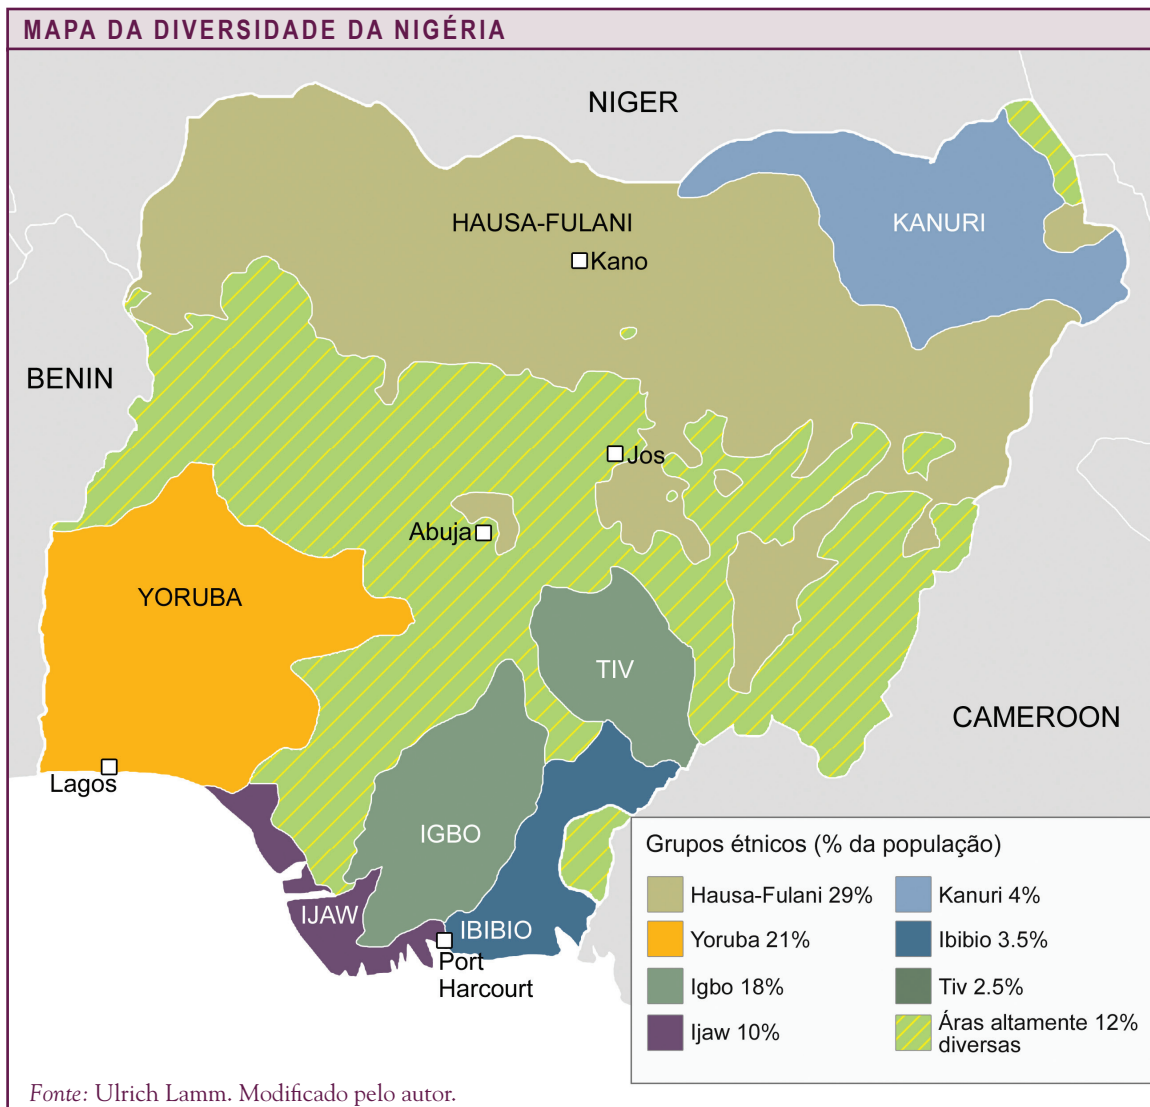 MAPA DA DIVERSIDADE DA NIGÉRIA
NIGER
HAUSA-FULANI
KANURI
Kano
BENIN
Jos
Abuja
YORUBA
TIV
CAMEROON
Lagos
IGBO
IJAW
IBIBIO
Port
Harcourt
Grupos étnicos (% da população)
Hausa-Fulani 29%
Yoruba 21%
Igbo 18%
Ijaw 10%
Kanuri 4%
Ibibio 3.5%
Tiv 2.5%
Áras altamente 12%
diversas
Fonte: Ulrich Lamm. Modificado pelo autor.